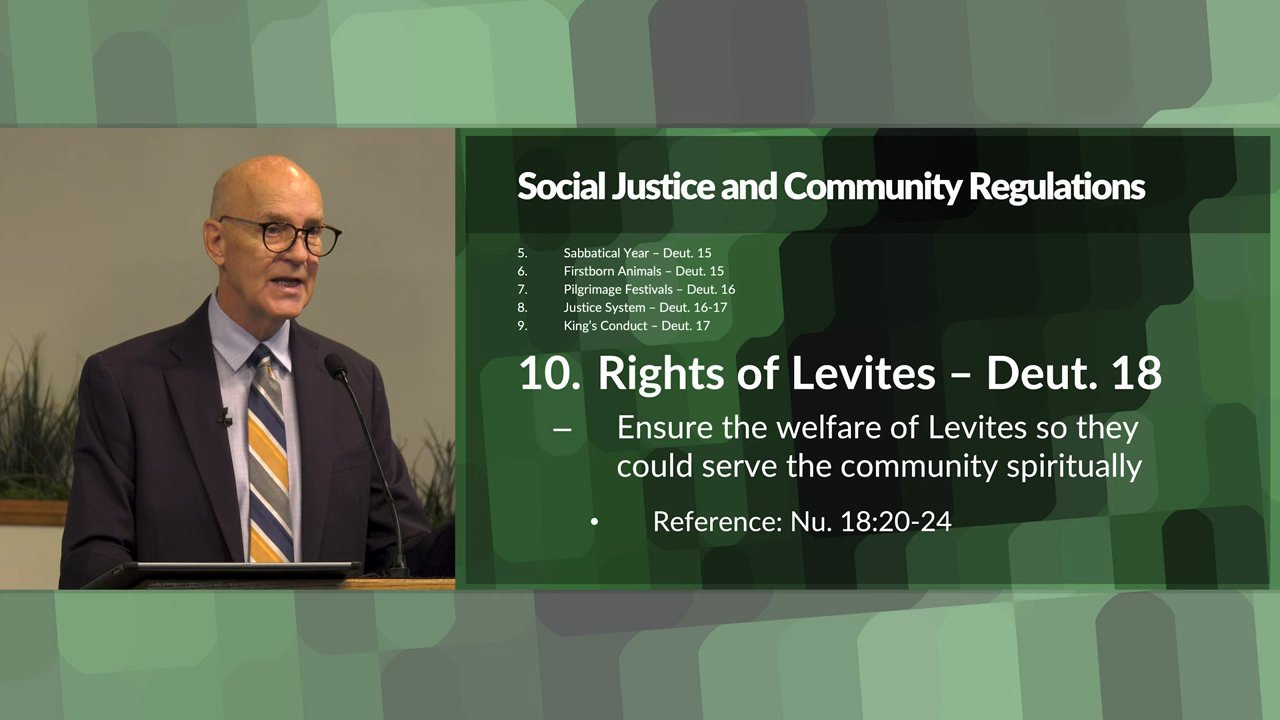 Social Justice and Community Regulations
5. Sabbatical Year – Deut. 15
6. Firstborn Animals – Deut. 15
7. Pilgrimage Festivals – Deut. 16
8. Justice System – Deut. 16-17
9. King's Conduct – Deut. 17
10. Rights of Levites – Deut. 18
– Ensure the welfare of Levites so they
could serve the community spiritually
• Reference: Nu. 18:20-24